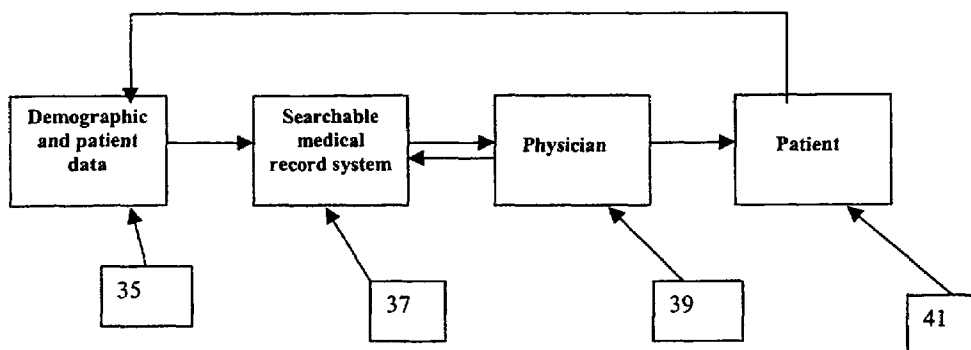 Demographic
and patient
data
Searchable
medical
record system
Physician
Patient
35
37
39
41